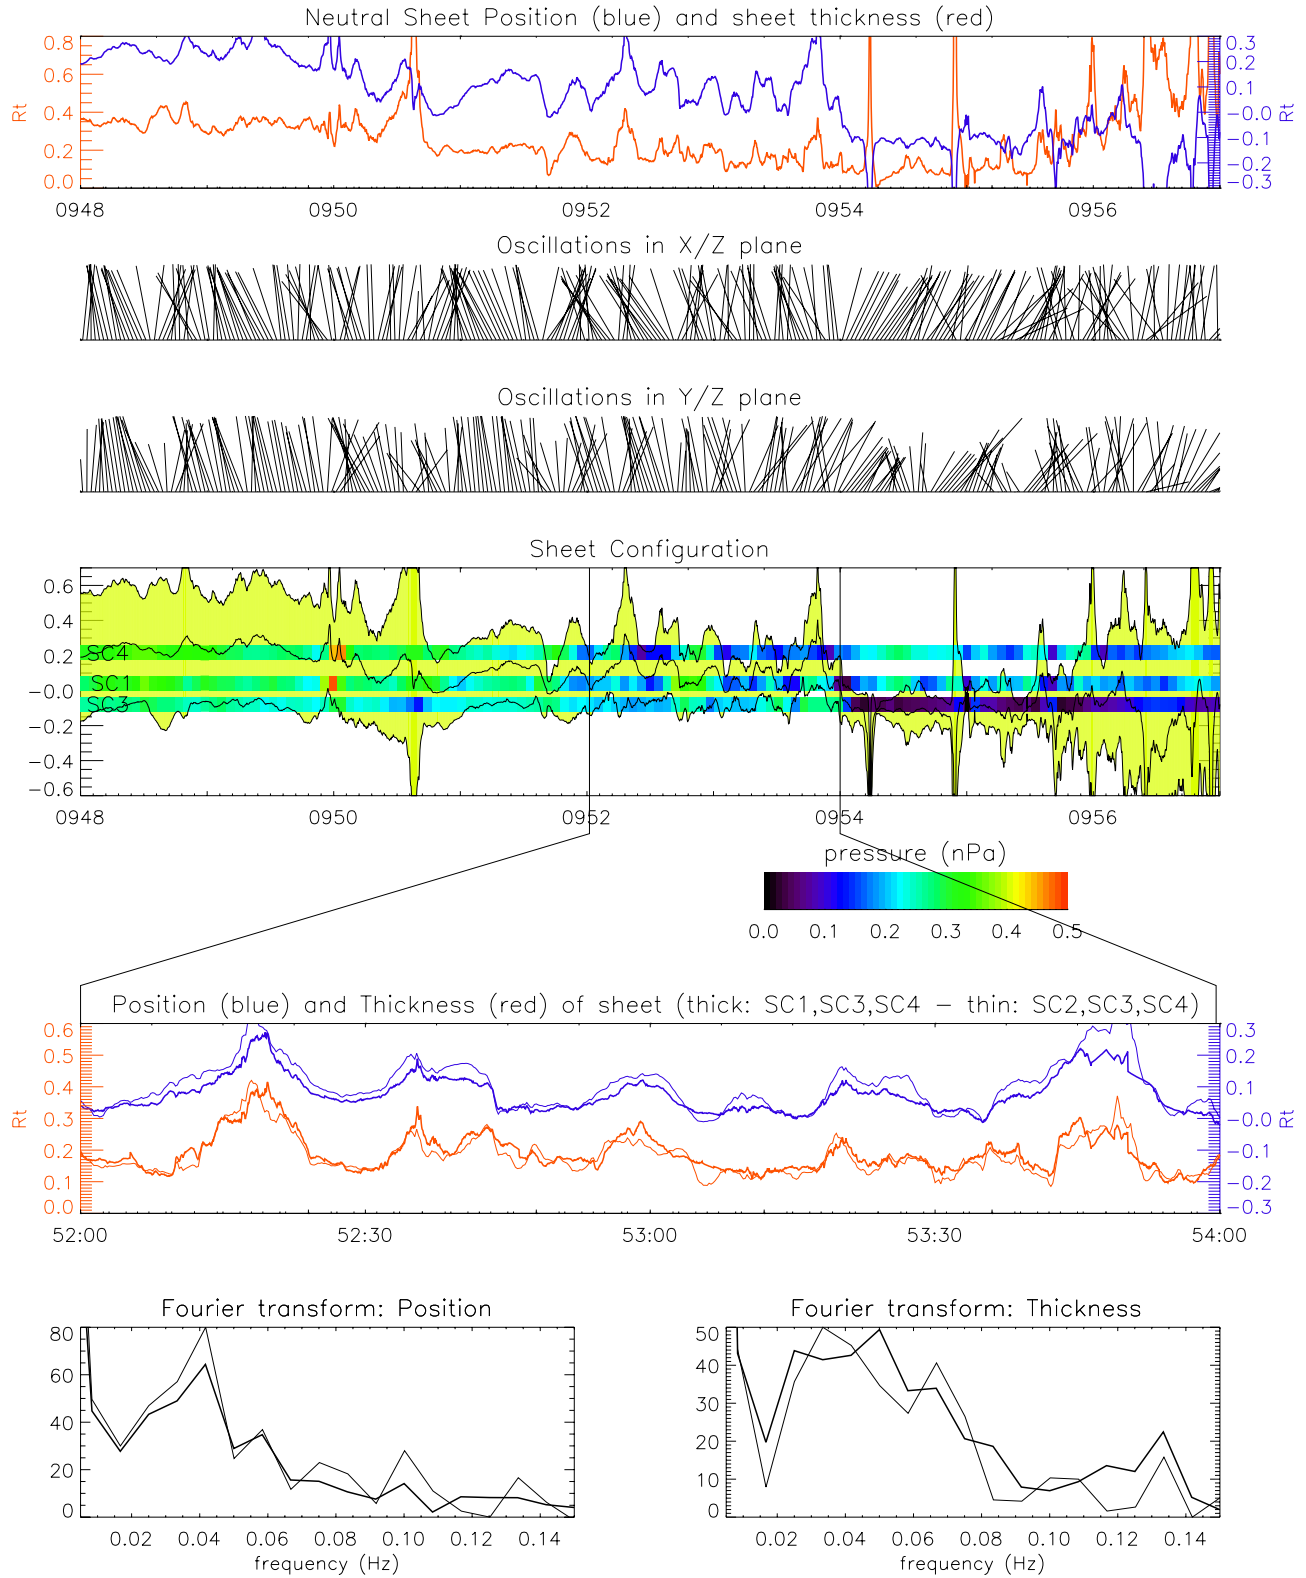 Neutral Sheet Position (blue) and sheet thickness (red)
0.8
0.6
0.4
0.2
0.0
Rt
0.3
0.2
0.1
−0.0
−0.1
−0.2
−0.3
Rt
0948 0950 0952 0954 0956
Oscillations in X/Z plane
Oscillations in Y/Z plane
Sheet Configuration
0.6
0.4
0.2
−0.0
−0.2
−0.4
−0.6
SC4
SC1
SC3
0948 0950 0952 0954 0956
pressure (nPa)
0.0 0.1 0.2 0.3 0.4 0.5
Position (blue) and Thickness (red) of sheet (thick: SC1,SC3,SC4 − thin: SC2,SC3,SC4)
0.6
0.5
0.4
0.3
0.2
0.1
0.0
Rt
0.3
0.2
0.1
−0.0
−0.1
−0.2
−0.3
Rt
52:00 52:30 53:00 53:30 54:00
Fourier transform: Position
80
60
40
20
0
0.02 0.04 0.06 0.08 0.10 0.12 0.14
frequency (Hz)
Fourier transform: Thickness
50
40
30
20
10
0
0.02 0.04 0.06 0.08 0.10 0.12 0.14
frequency (Hz)